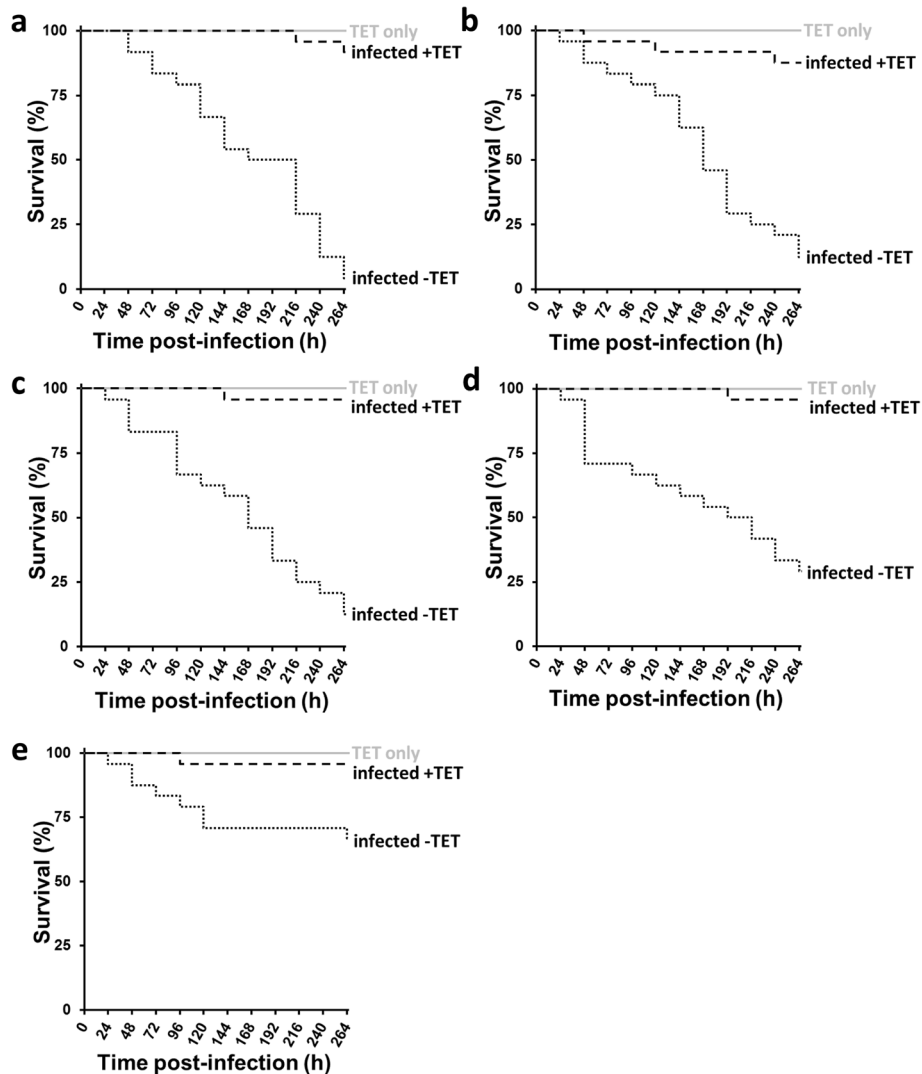 a
100
75
50
25
0
Survival (%)
TET only
infected +TET
infected -TET
0 24 48 72 96 120 144 168 192 216 240 264
Time post-infection (h)
b
100
75
50
25
0
Survival (%)
TET only
infected +TET
infected -TET
0 24 48 72 96 120 144 168 192 216 240 264
Time post-infection (h)
c
100
75
50
25
0
Survival (%)
TET only
infected +TET
infected -TET
0 24 48 72 96 120 144 168 192 216 240 264
Time post-infection (h)
d
100
75
50
25
0
Survival (%)
TET only
infected +TET
infected -TET
0 24 48 72 96 120 144 168 192 216 240 264
Time post-infection (h)
e
100
75
50
25
0
Survival (%)
TET only
infected +TET
infected -TET
0 24 48 72 96 120 144 168 192 216 240 264
Time post-infection (h)